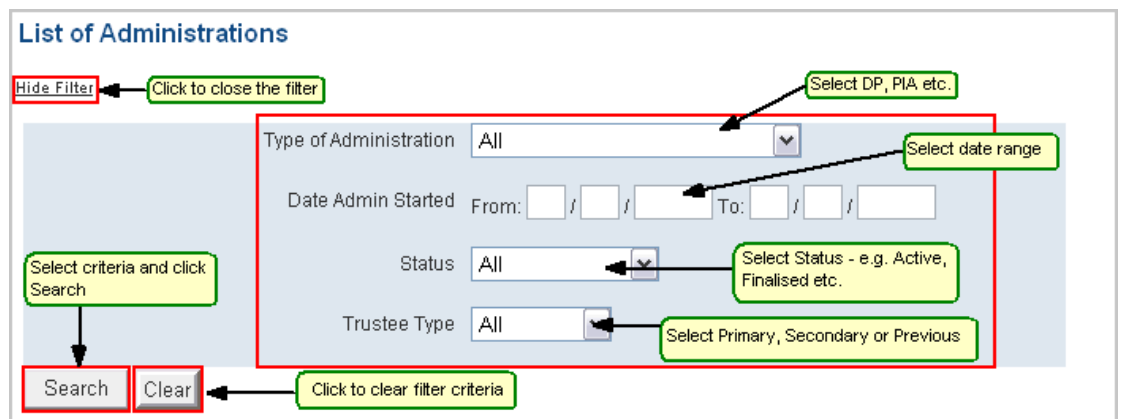 List of Administrations
Hide Filter
Click to close the filter
Select DP, PIA etc.
Type of Administration All
Select date range
Date Admin Started From: / / To: / /
Select criteria and click
Search
Status All
Select Status - e.g. Active,
Finalised etc.
Trustee Type All
Select Primary, Secondary or Previous
Search Clear
Click to clear filter criteria